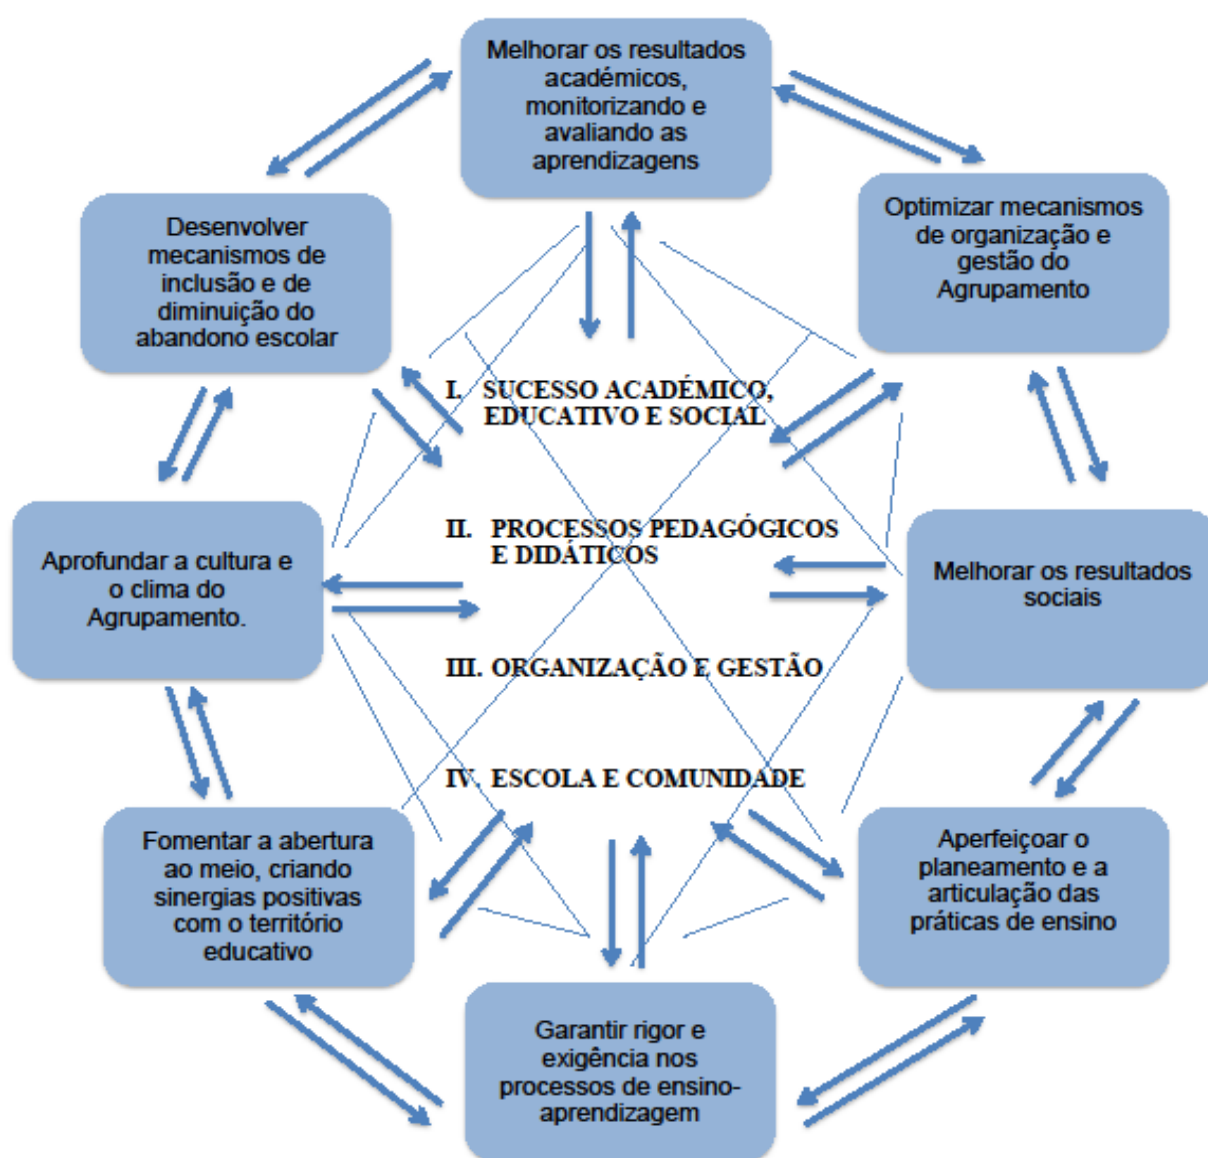 Melhorar os resultados
académicos,
monitorizando e
avaliando as
aprendizagens
Optimizar mecanismos
de organização e
gestão do
Agrupamento
Desenvolver
mecanismos de
inclusão e de
diminuição do
abandono escolar
I. SUCESSO ACADÉMICO,
EDUCATIVO E SOCIAL
II. PROCESSOS PEDAGÓGICOS
E DIDÁTICOS
Aprofundar a cultura e
o clima do
Agrupamento.
Melhorar os resultados
sociais
III. ORGANIZAÇÃO E GESTÃO
IV. ESCOLA E COMUNIDADE
Fomentar a abertura
ao meio, criando
sinergias positivas
com o território
educativo
Aperfeiçoar o
planeamento e a
articulação das
práticas de ensino
Garantir rigor e
exigência nos
processos de ensino-
aprendizagem